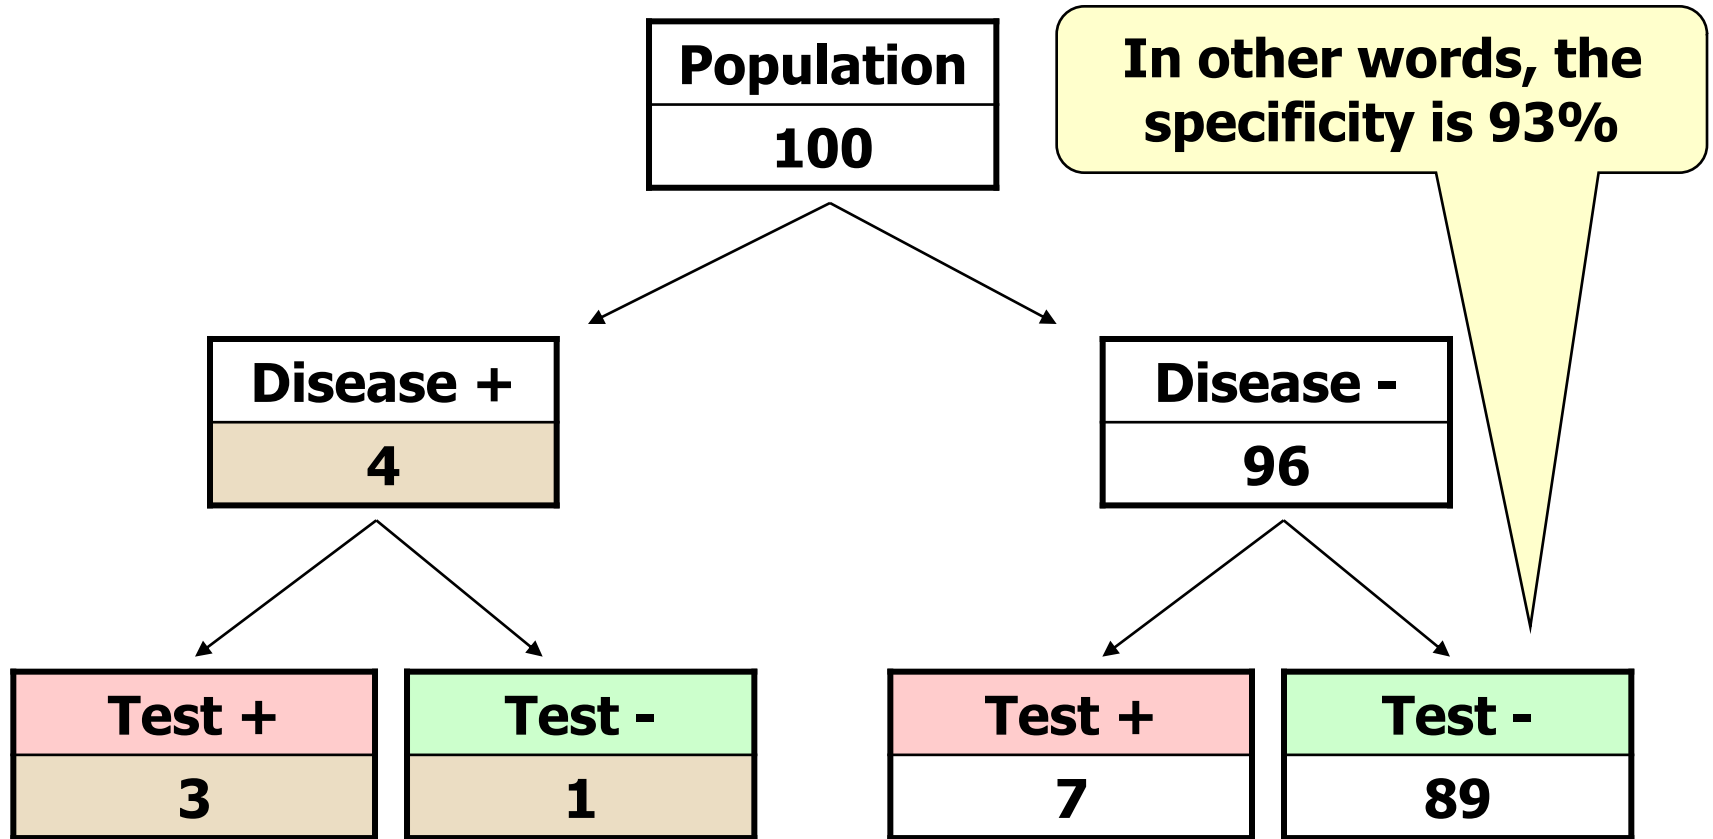 Population
100
In other words, the
specificity is 93%
Disease +
4
Disease -
96
Test +
3
Test -
1
Test +
7
Test -
89